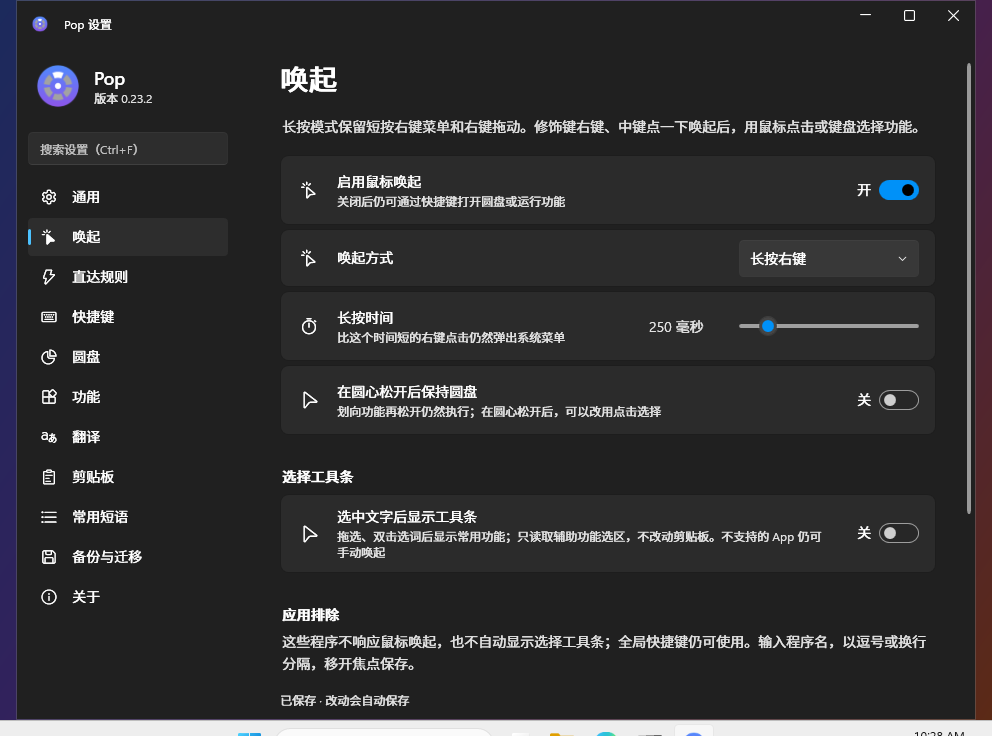 Pop 设置
Pop
版本 0.23.2
搜索设置（Ctrl+F）
通用
唤起
直达规则
快捷键
圆盘
功能
翻译
剪贴板
常用短语
备份与迁移
关于
唤起
长按模式保留短按右键菜单和右键拖动。修饰键右键、中键点一下唤起后，用鼠标点击或键盘选择功能。
启用鼠标唤起
关闭后仍可通过快捷键打开圆盘或运行功能
开
唤起方式
长按右键
长按时间
比这个时间短的右键点击仍然弹出系统菜单
250 毫秒
在圆心松开后保持圆盘
划向功能再松开仍然执行；在圆心松开后，可以改用点击选择
关
选择工具条
选中文字后显示工具条
拖选、双击选词后显示常用功能；只读取辅助功能选区，不改动剪贴板。不支持的 App 仍可
手动唤起
关
应用排除
这些程序不响应鼠标唤起，也不自动显示选择工具条；全局快捷键仍可使用。输入程序名，以逗号或换行
分隔，移开焦点保存。
已保存 · 改动会自动保存
10:28 AM